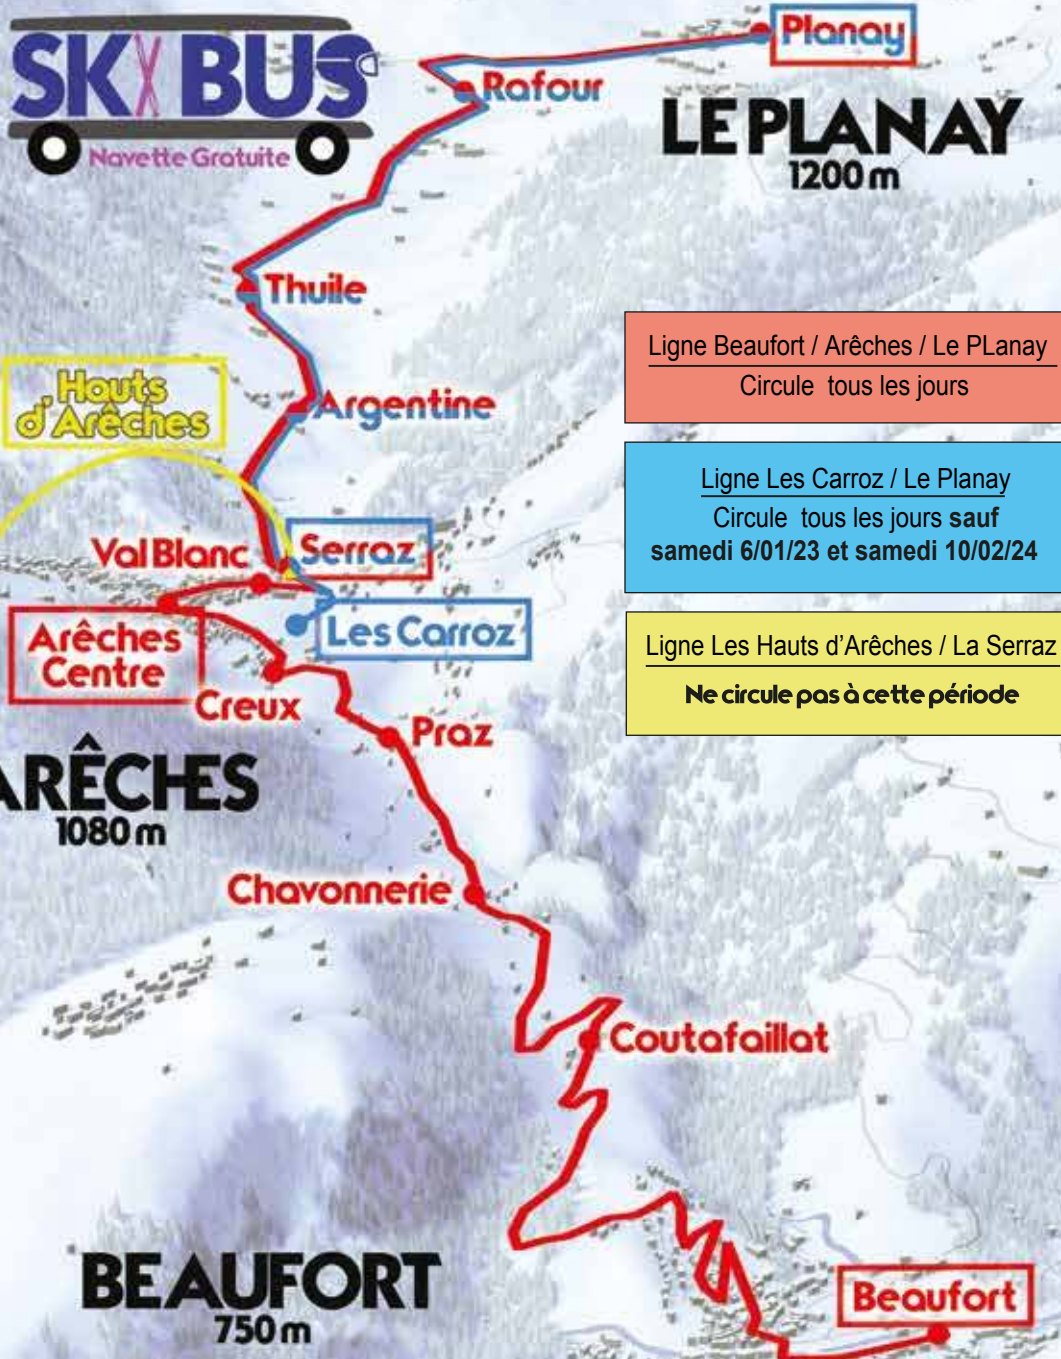 SKI BUS
Navette Gratuite
Planay
Rafour
LE PLANAY
1200 m
Thuile
Ligne Beaufort / Arêches / Le PLanay
Circule tous les jours
Hauts
d'Arêches
Argentine
Ligne Les Carroz / Le Planay
Circule tous les jours sauf
samedi 6/01/23 et samedi 10/02/24
Val Blanc
Serraz
Les Carroz
Arêches
Centre
Ligne Les Hauts d'Arêches / La Serraz
Ne circule pas à cette période
Creux
Praz
ARÊCHES
1080 m
Chavonnerie
Coutafaillat
BEAUFORT
750 m
Beaufort